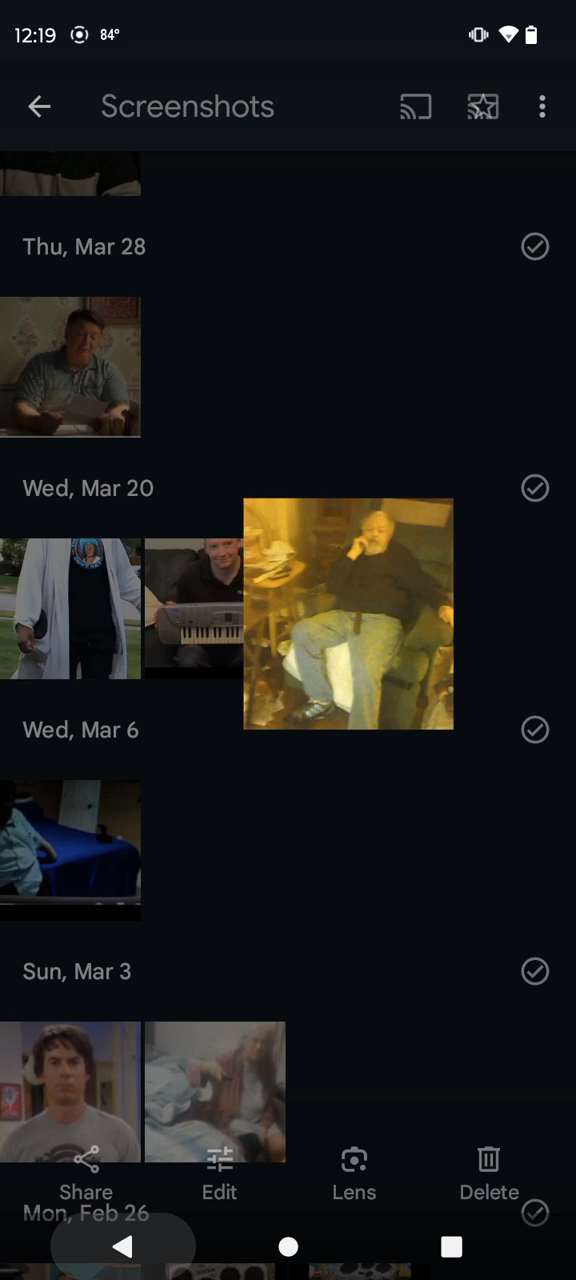 12:19 84°
Screenshots
Thu, Mar 28
Wed, Mar 20
Wed, Mar 6
Sun, Mar 3
Share Edit Lens Delete
Mon, Feb 26